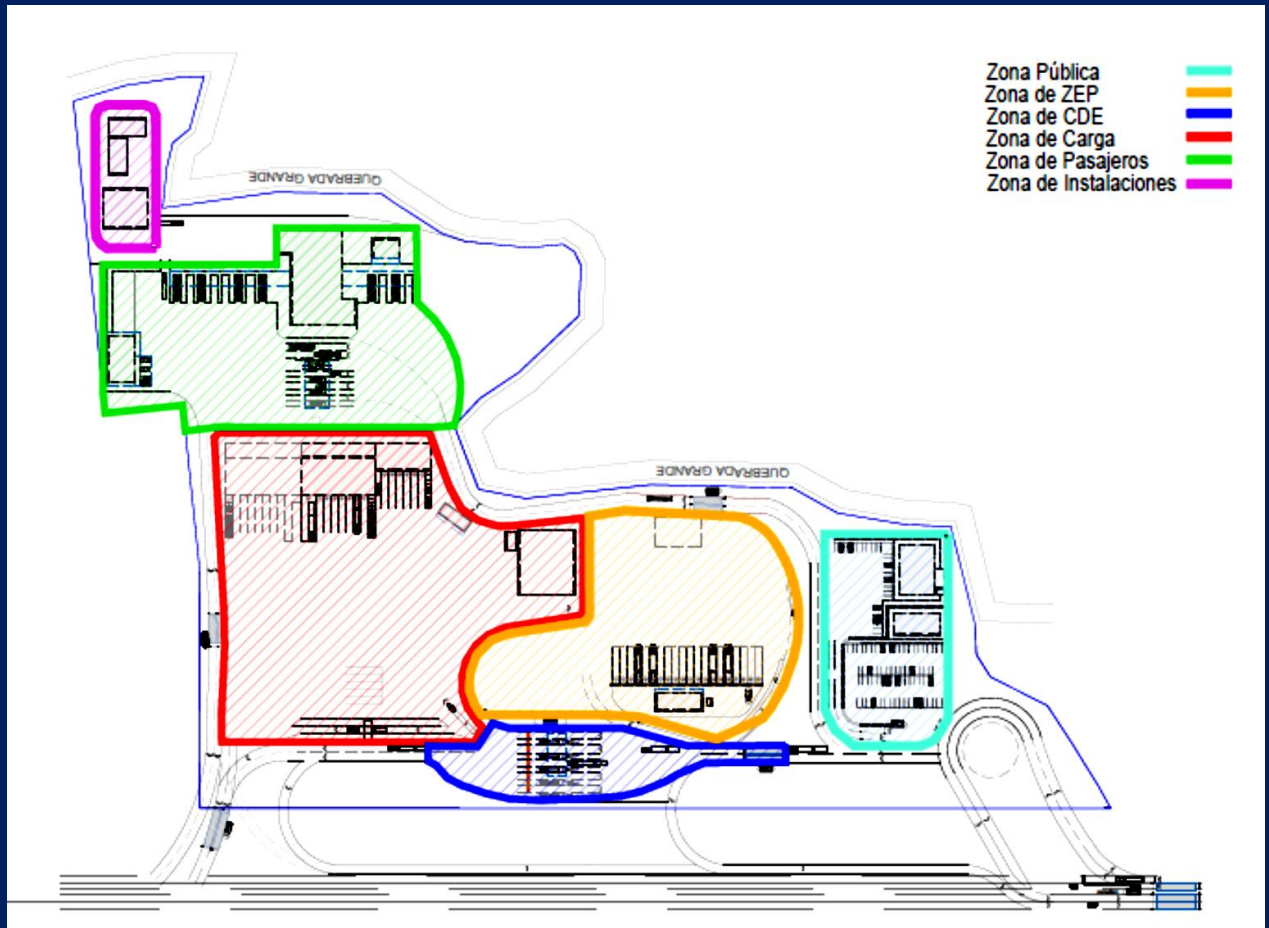 Zona Pública
Zona de ZEP
Zona de CDE
Zona de Carga
Zona de Pasajeros
Zona de Instalaciones
QUEBRADA GRANDE
QUEBRADA GRANDE